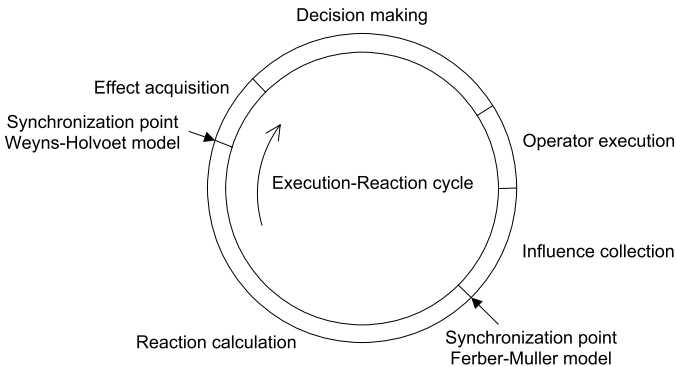 Decision making
Effect acquisition
Synchronization point
Weyns-Holvoet model
Operator execution
Execution-Reaction cycle
Influence collection
Reaction calculation
Synchronization point
Ferber-Muller model